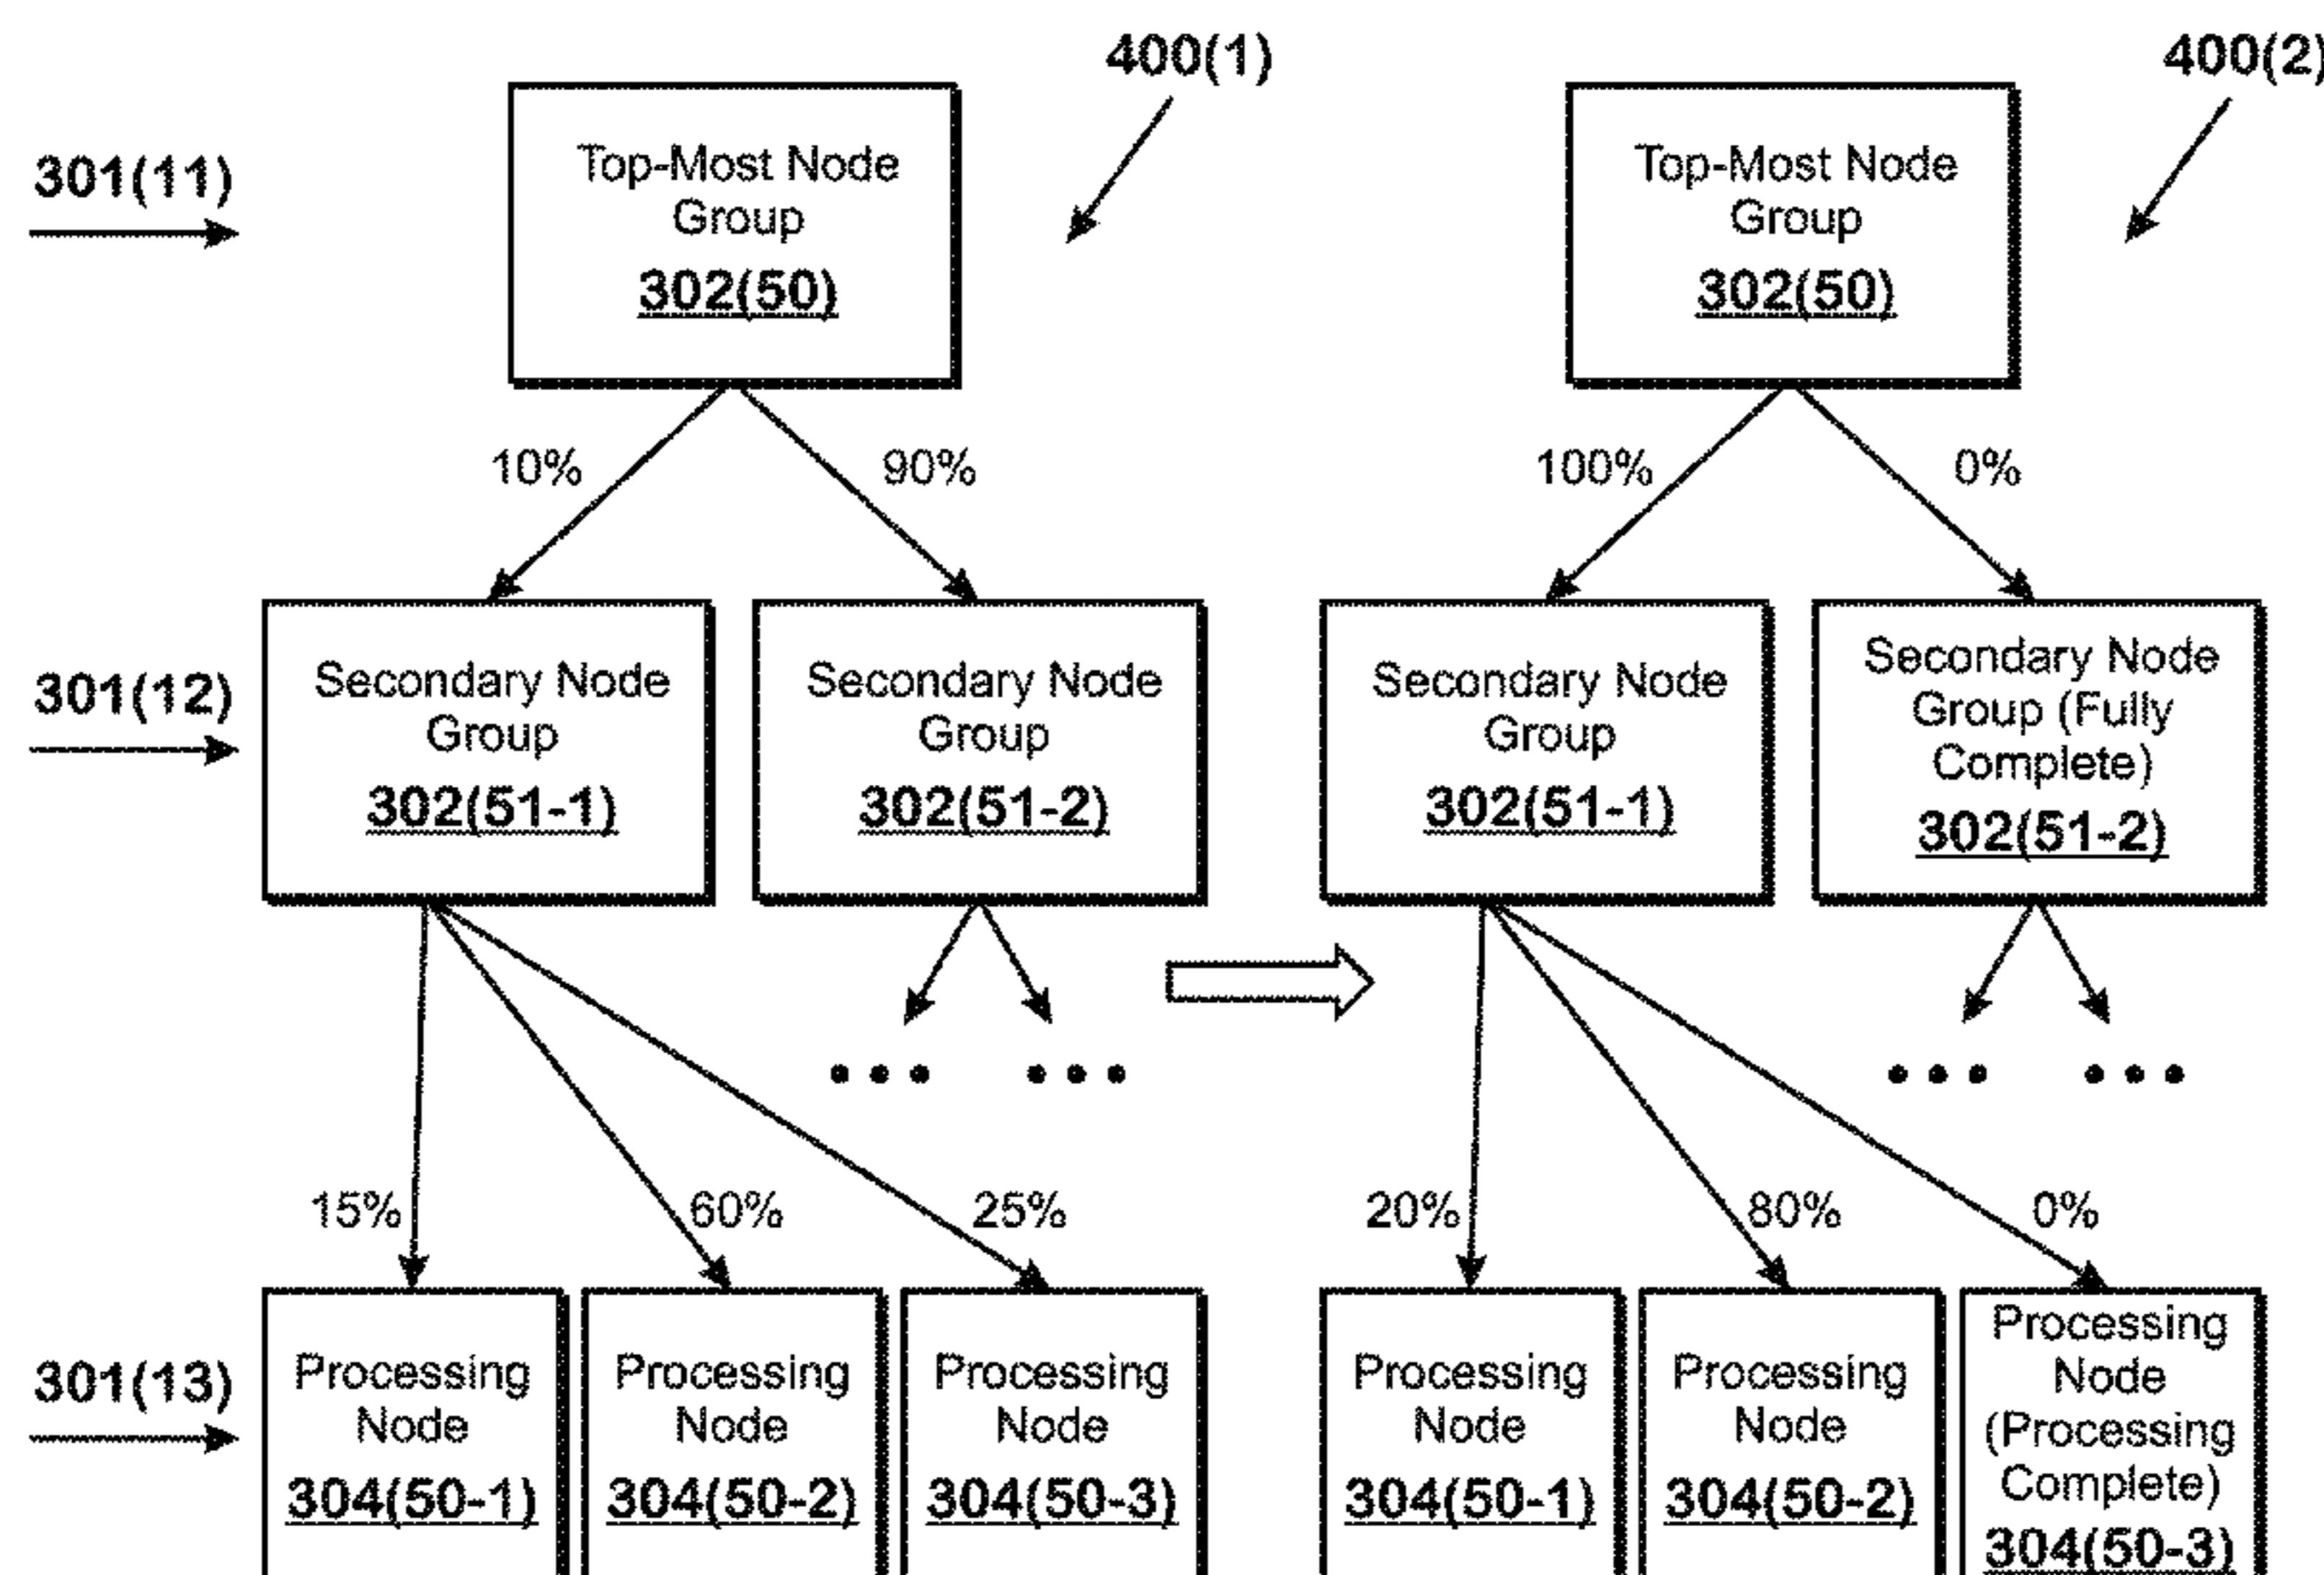 400(1)
400(2)
301(11)
Top-Most Node
Group
302(50)
Top-Most Node
Group
302(50)
10%
90%
100%
0%
301(12)
Secondary Node
Group
302(51-1)
Secondary Node
Group
302(51-2)
Secondary Node
Group
302(51-1)
Secondary Node
Group (Fully
Complete)
302(51-2)
15%
60%
25%
20%
80%
0%
301(13)
Processing
Node
304(50-1)
Processing
Node
304(50-2)
Processing
Node
304(50-3)
Processing
Node
304(50-1)
Processing
Node
304(50-2)
Processing
Node
(Processing
Complete)
304(50-3)